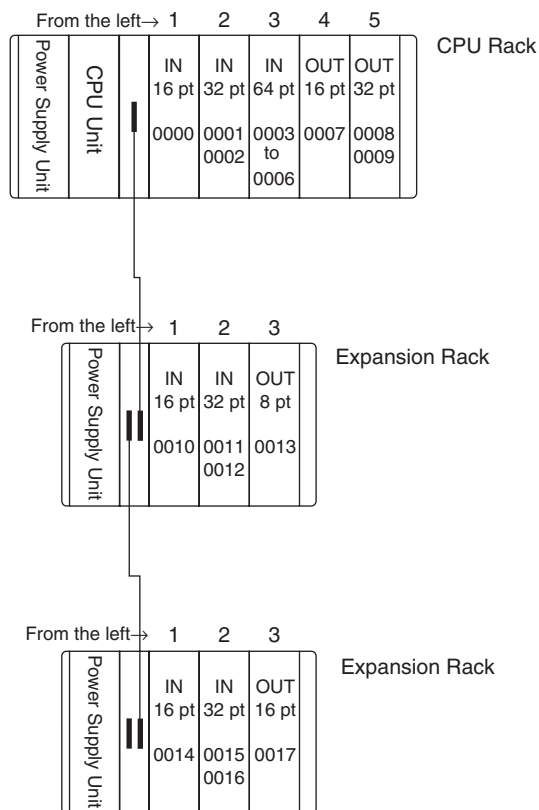 From the left→ 1 2 3 4 5
CPU Rack
Power Supply Unit
CPU Unit
IN IN IN OUT OUT
16 pt 32 pt 64 pt 16 pt 32 pt
0000 0001 0003 0007 0008
0002 to 0009
0006
From the left→ 1 2 3
Expansion Rack
Power Supply Unit
IN IN OUT
16 pt 32 pt 8 pt
0010 0011 0013
0012
From the left→ 1 2 3
Expansion Rack
Power Supply Unit
IN IN OUT
16 pt 32 pt 16 pt
0014 0015 0017
0016